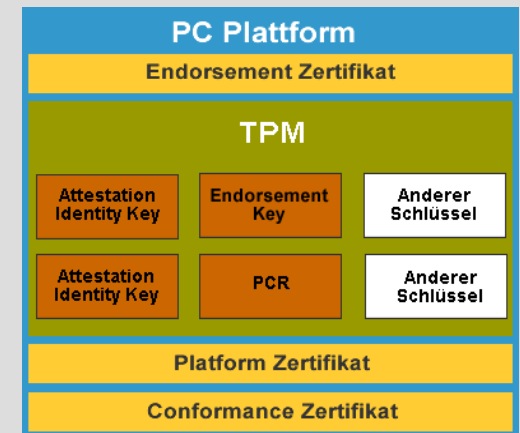 PC Plattform
Endorsement Zertifikat
TPM
Attestation
Identity Key
Endorsement
Key
Anderer
Schlüssel
Attestation
Identity Key
PCR
Anderer
Schlüssel
Platform Zertifikat
Conformance Zertifikat